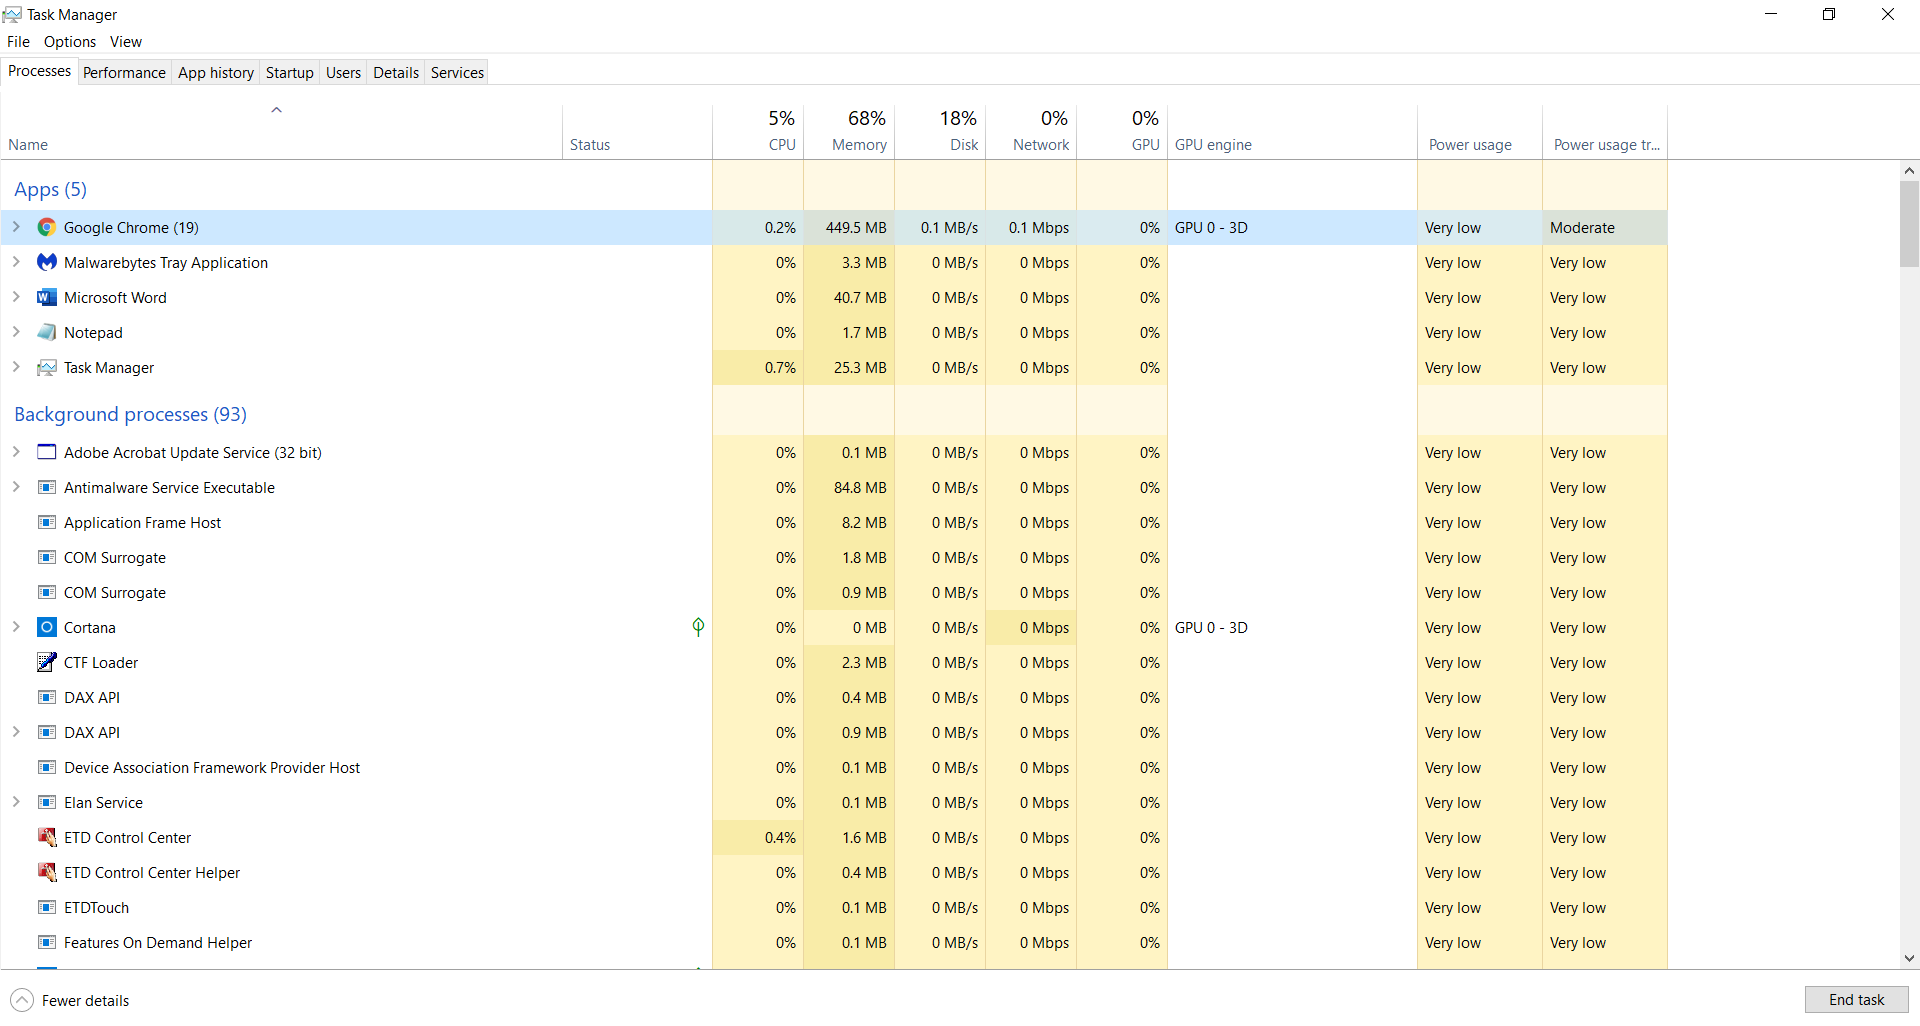 Task Manager
File Options View
Processes Performance App history Startup Users Details Services
5% 68% 18% 0% 0%
Name Status CPU Memory Disk Network GPU GPU engine Power usage Power usage tr...
Apps (5)
Google Chrome (19) 0.2% 449.5 MB 0.1 MB/s 0.1 Mbps 0% GPU 0 - 3D Very low Moderate
Malwarebytes Tray Application 0% 3.3 MB 0 MB/s 0 Mbps 0% Very low Very low
Microsoft Word 0% 40.7 MB 0 MB/s 0 Mbps 0% Very low Very low
Notepad 0% 1.7 MB 0 MB/s 0 Mbps 0% Very low Very low
Task Manager 0.7% 25.3 MB 0 MB/s 0 Mbps 0% Very low Very low
Background processes (93)
Adobe Acrobat Update Service (32 bit) 0% 0.1 MB 0 MB/s 0 Mbps 0% Very low Very low
Antimalware Service Executable 0% 84.8 MB 0 MB/s 0 Mbps 0% Very low Very low
Application Frame Host 0% 8.2 MB 0 MB/s 0 Mbps 0% Very low Very low
COM Surrogate 0% 1.8 MB 0 MB/s 0 Mbps 0% Very low Very low
COM Surrogate 0% 0.9 MB 0 MB/s 0 Mbps 0% Very low Very low
Cortana 0% 0 MB 0 MB/s 0 Mbps 0% GPU 0 - 3D Very low Very low
CTF Loader 0% 2.3 MB 0 MB/s 0 Mbps 0% Very low Very low
DAX API 0% 0.4 MB 0 MB/s 0 Mbps 0% Very low Very low
DAX API 0% 0.9 MB 0 MB/s 0 Mbps 0% Very low Very low
Device Association Framework Provider Host 0% 0.1 MB 0 MB/s 0 Mbps 0% Very low Very low
Elan Service 0% 0.1 MB 0 MB/s 0 Mbps 0% Very low Very low
ETD Control Center 0.4% 1.6 MB 0 MB/s 0 Mbps 0% Very low Very low
ETD Control Center Helper 0% 0.4 MB 0 MB/s 0 Mbps 0% Very low Very low
ETDTouch 0% 0.1 MB 0 MB/s 0 Mbps 0% Very low Very low
Features On Demand Helper 0% 0.1 MB 0 MB/s 0 Mbps 0% Very low Very low
Fewer details End task